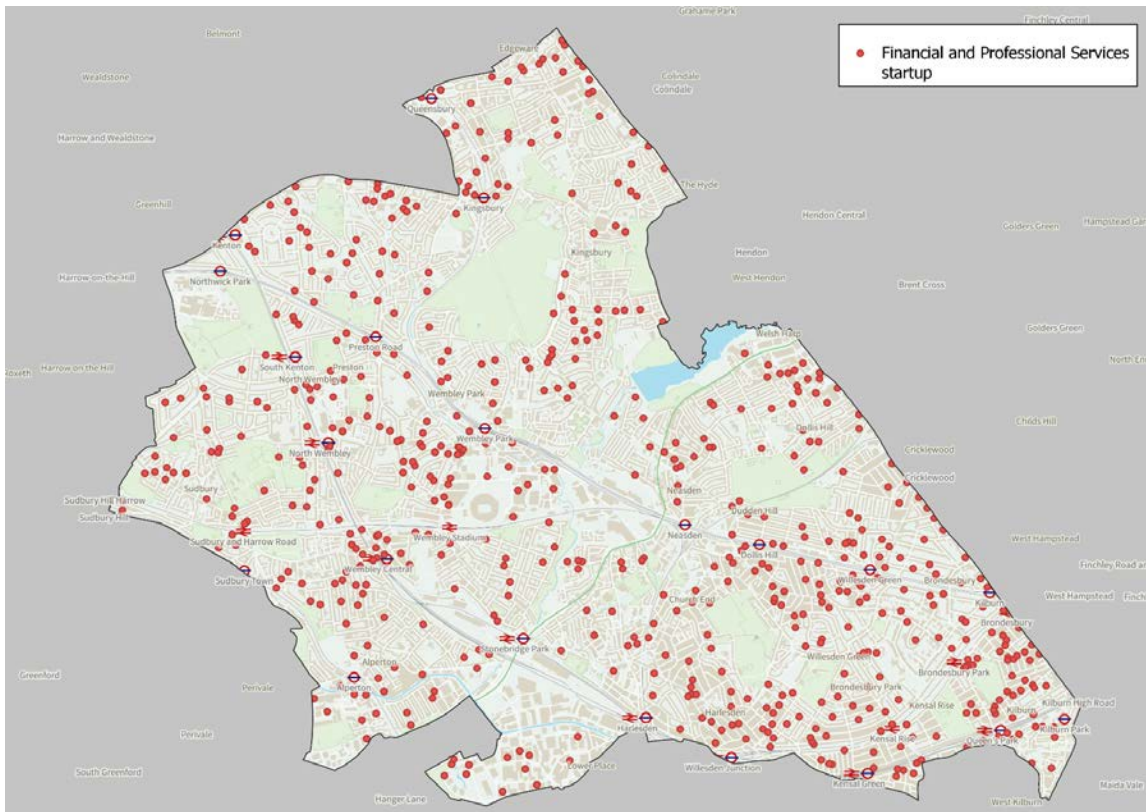 Grahame Park
Finchley Central
Belmont
Edgeware
Financial and Professional Services
startup
Wealdstone
Colindale
Colindale
Queensbury
Harrow and Wealdstone
The Hyde
Greenhill
Kingsbury
Hendon Central
Golders Green
Kenton
Kingsbury
Hendon
Harrow-on-the-Hill
Northwick Park
West Hendon
Brent Cross
Welsh Harp
Golders Green
Preston Road
South Kenton
Preston
Harrow on the Hill
North Wembley
Wembley Park
Childs Hill
Wembley Park
Dollis Hill
North Wembley
Cricklewood
Cricklewood
Sudbury
Neasden
Sudbury Hill Harrow
Sudbury Hill
Dudden Hill
Sudbury and Harrow Road
Wembley Stadium
Neasden
West Hampstead
Dollis Hill
Wembley Central
Finchley Road
Sudbury Town
Willesden Green
Brondesbury
Kilburn
West Hampstead
Church End
Brondesbury
Stonebridge Park
Willesden Green
Alperton
Greenford
Brondesbury Park
Perivale
Alperton
Brondesbury Park
Kensal Rise
Kilburn High Road
Harlesden
Kilburn
Harlesden
Kilburn Park
Perivale
Kensal Rise
Queen's Park
Lower Place
Willesden Junction
South Greenford
Kensal Green
Maida Vale
Hanger Lane
West Kilburn